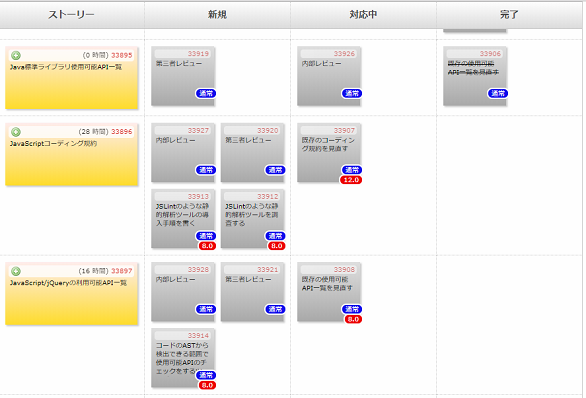 ストーリー 新規 対応中 完了
(0 時間) 33895
Java標準ライブラリ使用可能API一覧
33919
第三者レビュー
通常
33926
内部レビュー
通常
33906
既存の使用可能
API一覧を見直す
通常
(28 時間) 33896
JavaScriptコーディング規約
33927
内部レビュー
通常
33920
第三者レビュー
通常
33907
既存のコーディン
グ規約を見直す
通常
12.0
33913
JSLintのような静
的解析ツールの導
入手順を書く
通常
8.0
33912
JSLintのような静
的解析ツールを調
査する
通常
8.0
(16 時間) 33897
JavaScript/jQueryの利用可能API一覧
33928
内部レビュー
通常
33921
第三者レビュー
通常
33908
既存の使用可能
API一覧を見直す
通常
8.0
33914
コードのASTから
検出できる範囲で
使用可能APIのチ
ェックをする
通常
8.0